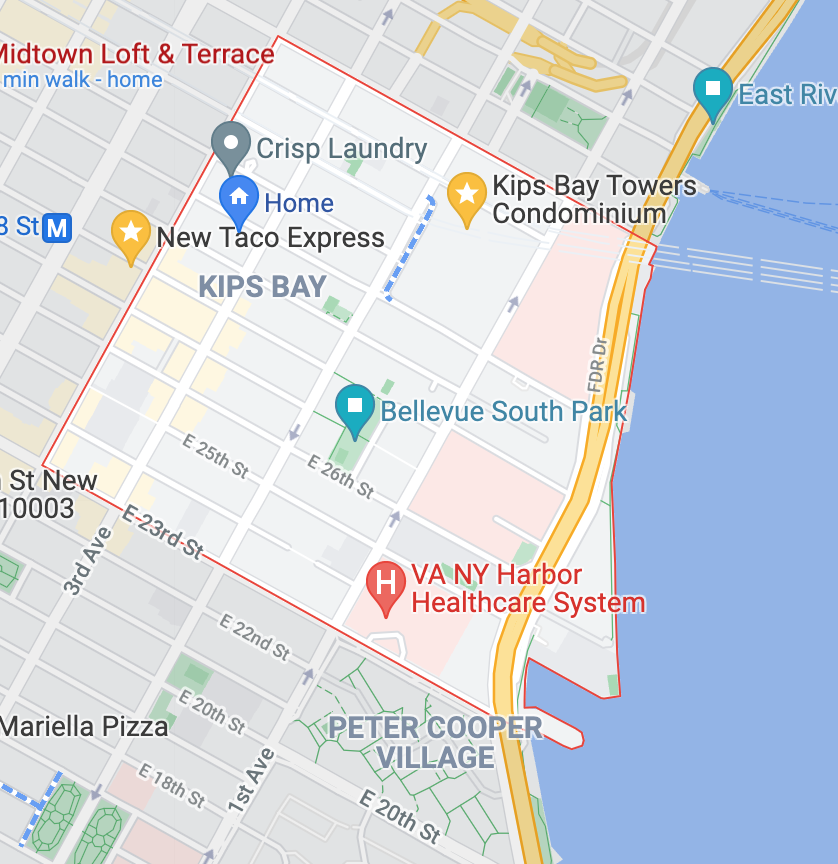 Midtown Loft & Terrace
min walk - home
East Riv
Crisp Laundry
Kips Bay Towers
Condominium
Home
8 St M
New Taco Express
KIPS BAY
FDR Dr
Bellevue South Park
E 25th St
E 26th St
St New
10003
E 23rd St
3rd Ave
H
VA NY Harbor
Healthcare System
E 22nd St
E 20th St
Mariella Pizza
PETER COOPER
VILLAGE
E 18th St
1st Ave
E 20th St